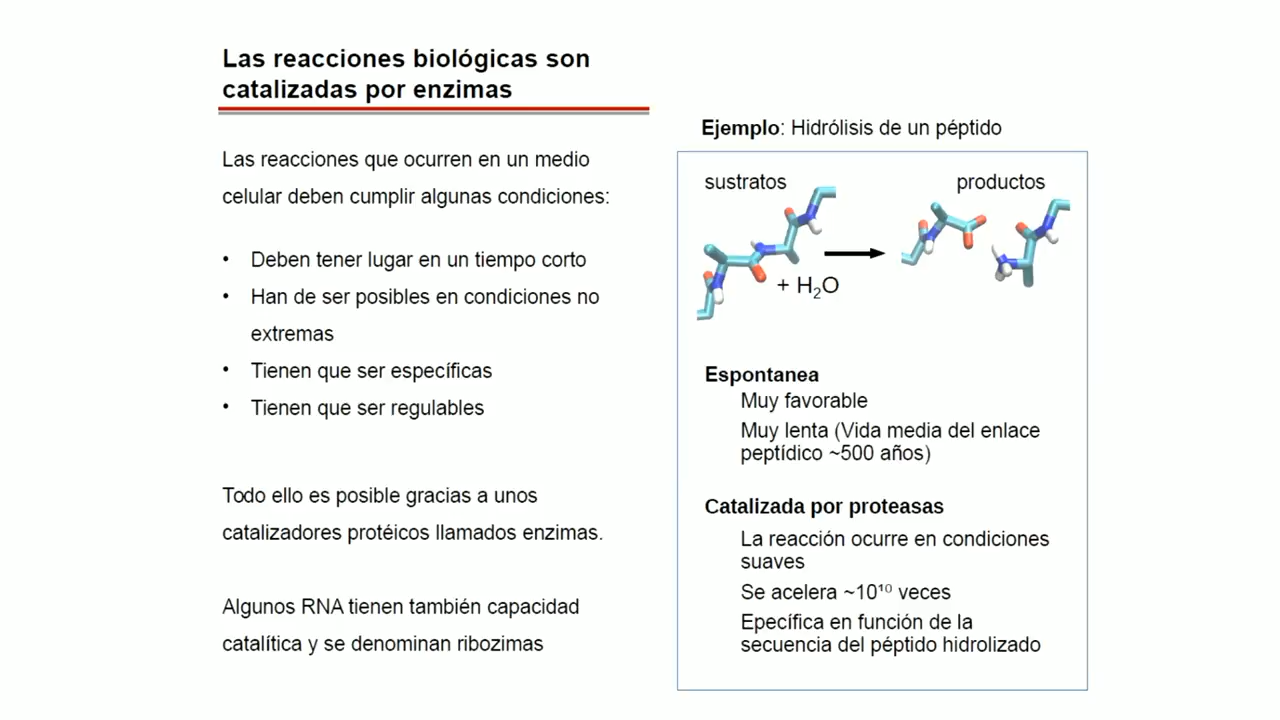 Las reacciones biológicas son
catalizadas por enzimas
Las reacciones que ocurren en un medio
celular deben cumplir algunas condiciones:
• Deben tener lugar en un tiempo corto
• Han de ser posibles en condiciones no
extremas
• Tienen que ser específicas
• Tienen que ser regulables
Todo ello es posible gracias a unos
catalizadores protéicos llamados enzimas.
Algunos RNA tienen también capacidad
catalítica y se denominan ribozimas
Ejemplo: Hidrólisis de un péptido
sustratos productos
+ H₂O
Espontanea
Muy favorable
Muy lenta (Vida media del enlace
peptídico ~500 años)
Catalizada por proteasas
La reacción ocurre en condiciones
suaves
Se acelera ~10¹⁰ veces
Epecífica en función de la
secuencia del péptido hidrolizado